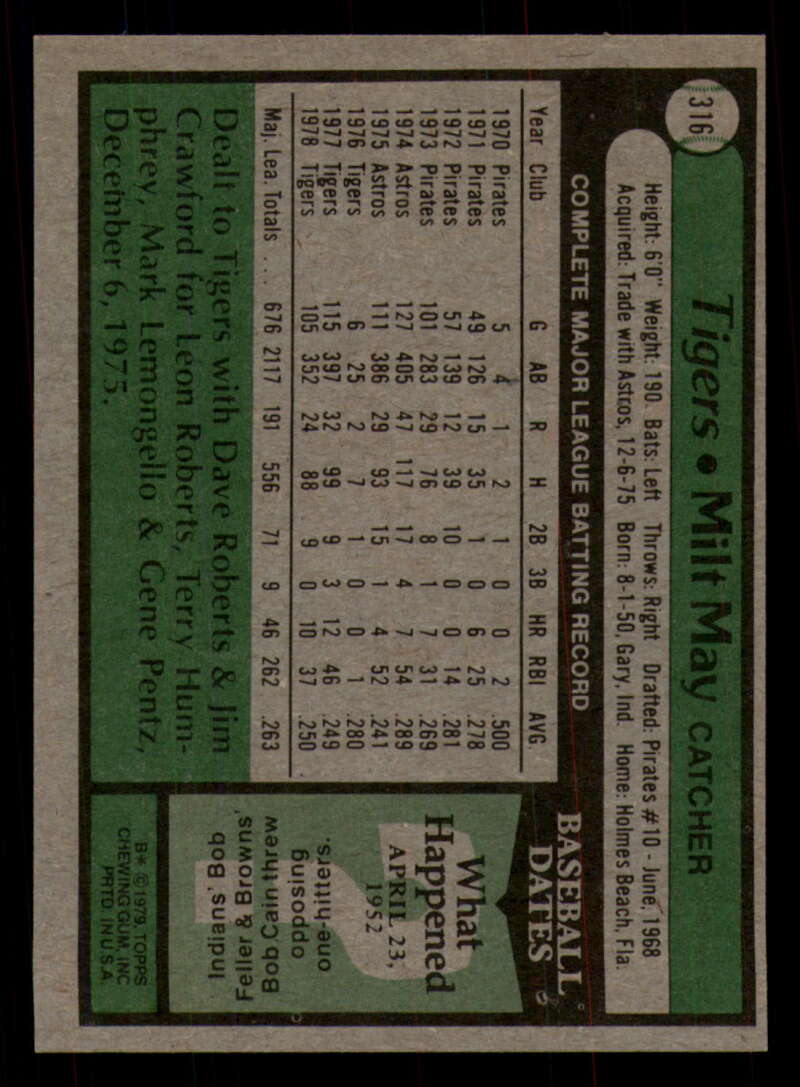 316
Tigers • Milt May CATCHER
Height: 6'0" Weight: 190 Bats: Left Throws: Right Drafted: Pirates #10 - June, 1968
Acquired: Trade with Astros, 12-6-75 Born: 8-1-50, Gary, Ind. Home: Holmes Beach, Fla.
COMPLETE MAJOR LEAGUE BATTING RECORD
Year Club G AB R H 2B 3B HR RBI AVG.
1970 Pirates 5 4 1 2 1 0 0 2 .500
1971 Pirates 49 126 15 35 1 0 6 25 .278
1972 Pirates 57 139 12 39 10 0 0 14 .281
1973 Pirates 101 283 29 76 8 1 7 31 .269
1974 Astros 127 405 47 117 17 4 7 54 .289
1975 Astros 111 386 29 93 15 1 4 52 .241
1976 Tigers 6 25 2 7 1 0 0 1 .280
1977 Tigers 115 397 32 99 9 3 12 46 .249
1978 Tigers 105 352 24 88 9 0 10 37 .250
Maj. Lea. Totals . . . 676 2117 191 556 71 9 46 262 .263
Dealt to Tigers with Dave Roberts & Jim
Crawford for Leon Roberts, Terry Hum-
phrey, Mark Lemongello & Gene Pentz,
December 6, 1975.
BASEBALL
DATES
What
Happened
APRIL 23,
1952
Indians' Bob
Feller & Browns'
Bob Cain threw
opposing
one-hitters.
B* © 1979, TOPPS
CHEWING GUM, INC
PRTD. IN U.S.A.